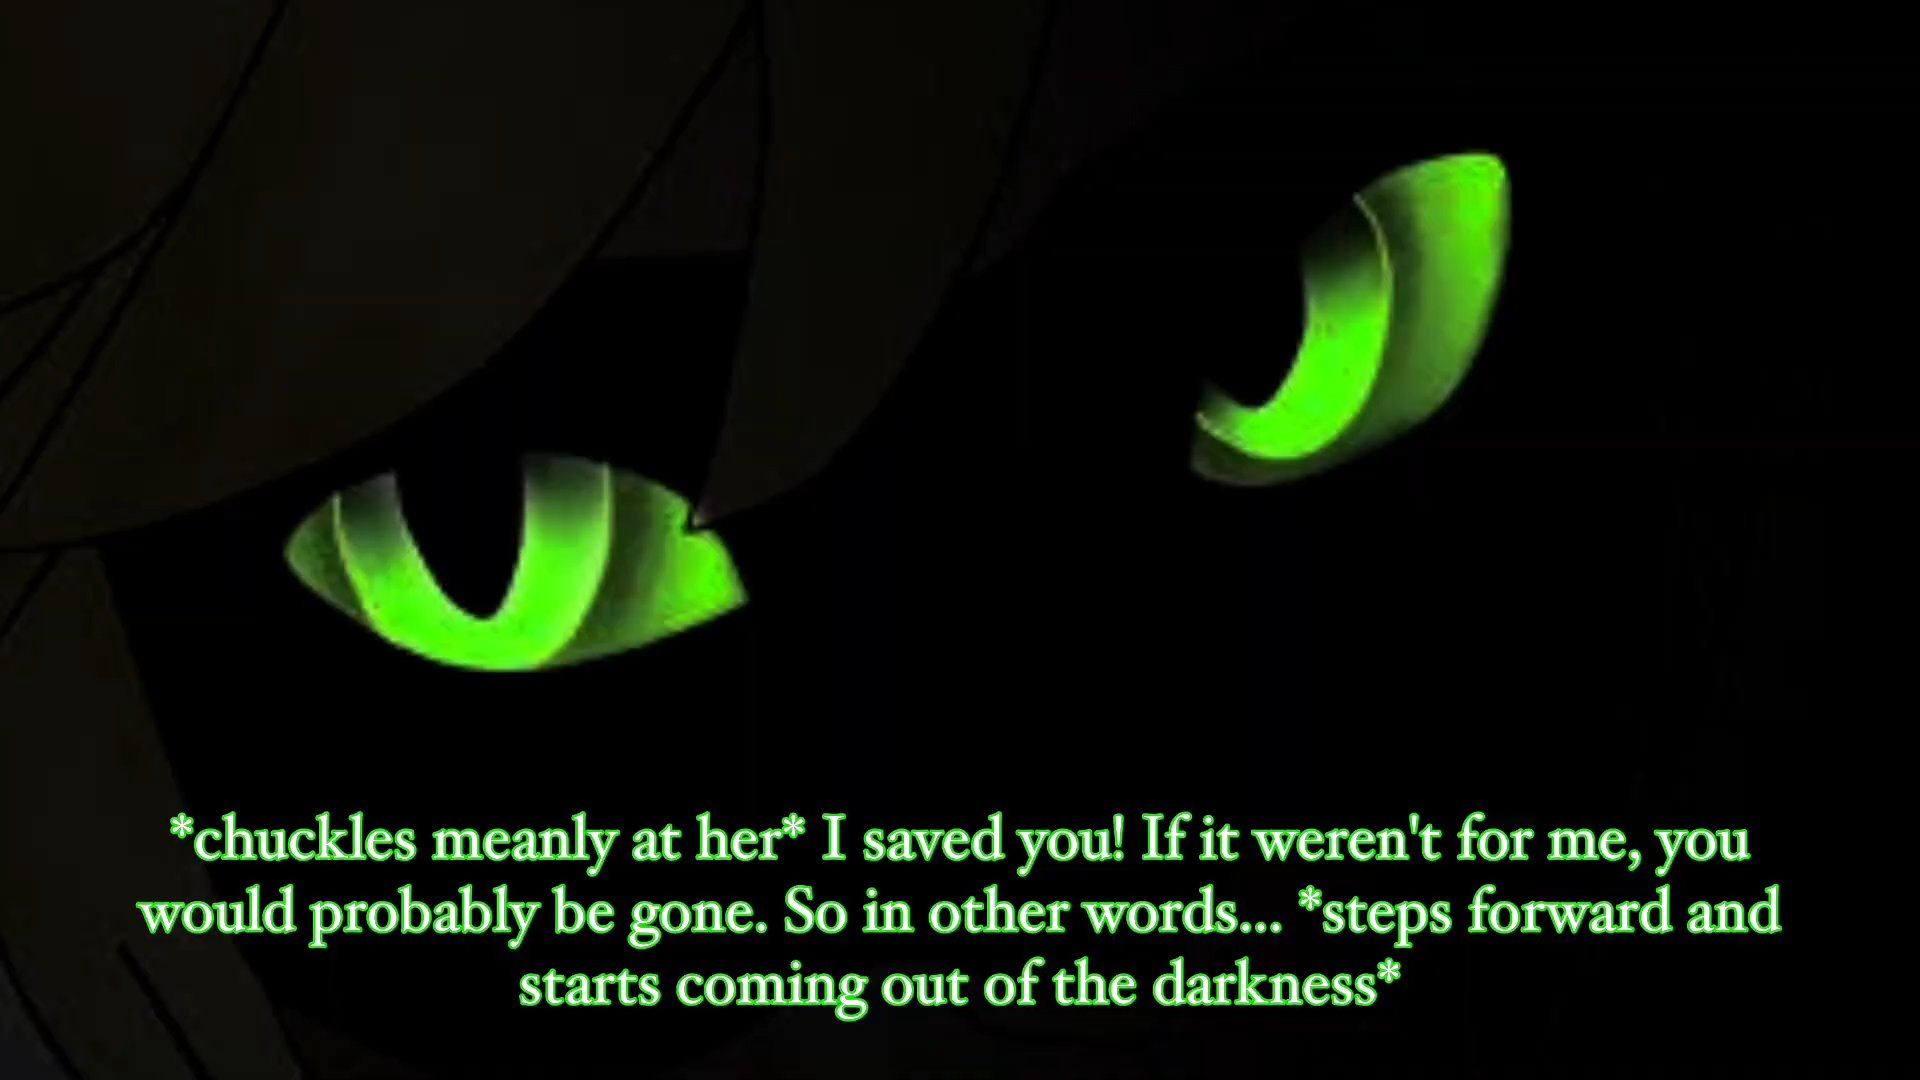 *chuckles meanly at her* I saved you! If it weren't for me, you
would probably be gone. So in other words... *steps forward and
starts coming out of the darkness*